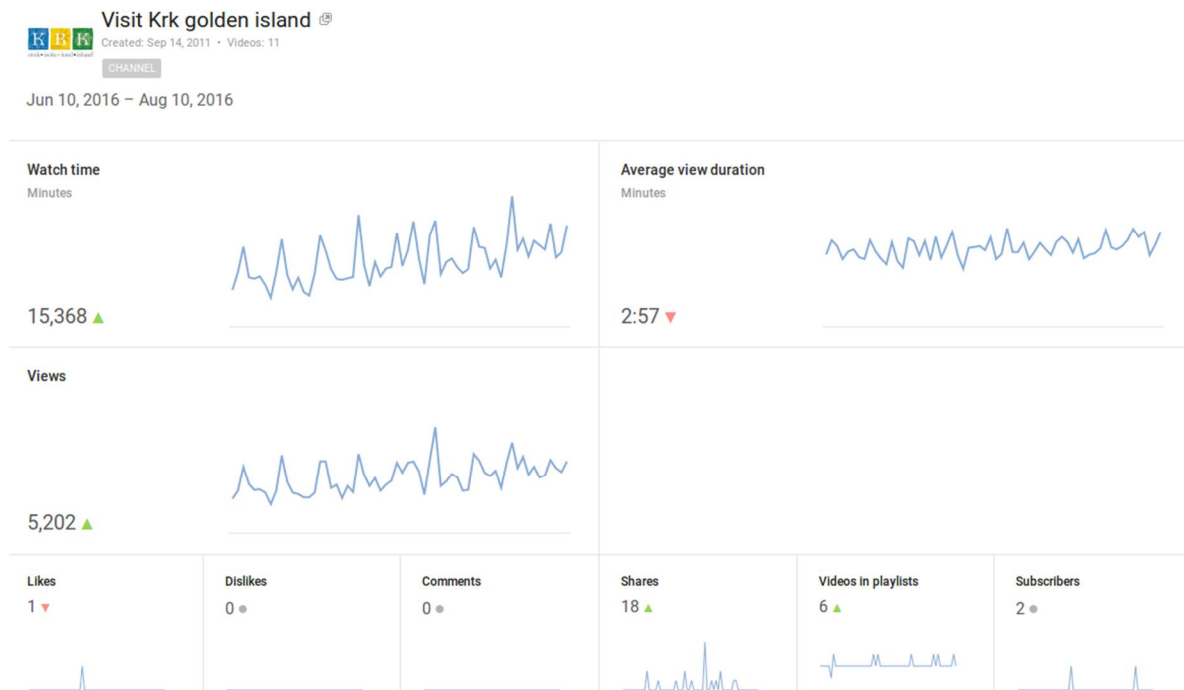 Visit Krk golden island
K R K
Created: Sep 14, 2011 • Videos: 11
CHANNEL
Jun 10, 2016 – Aug 10, 2016
Watch time
Minutes
15,368
Average view duration
Minutes
2:57
Views
5,202
Likes
1
Dislikes
0
Comments
0
Shares
18
Videos in playlists
6
Subscribers
2